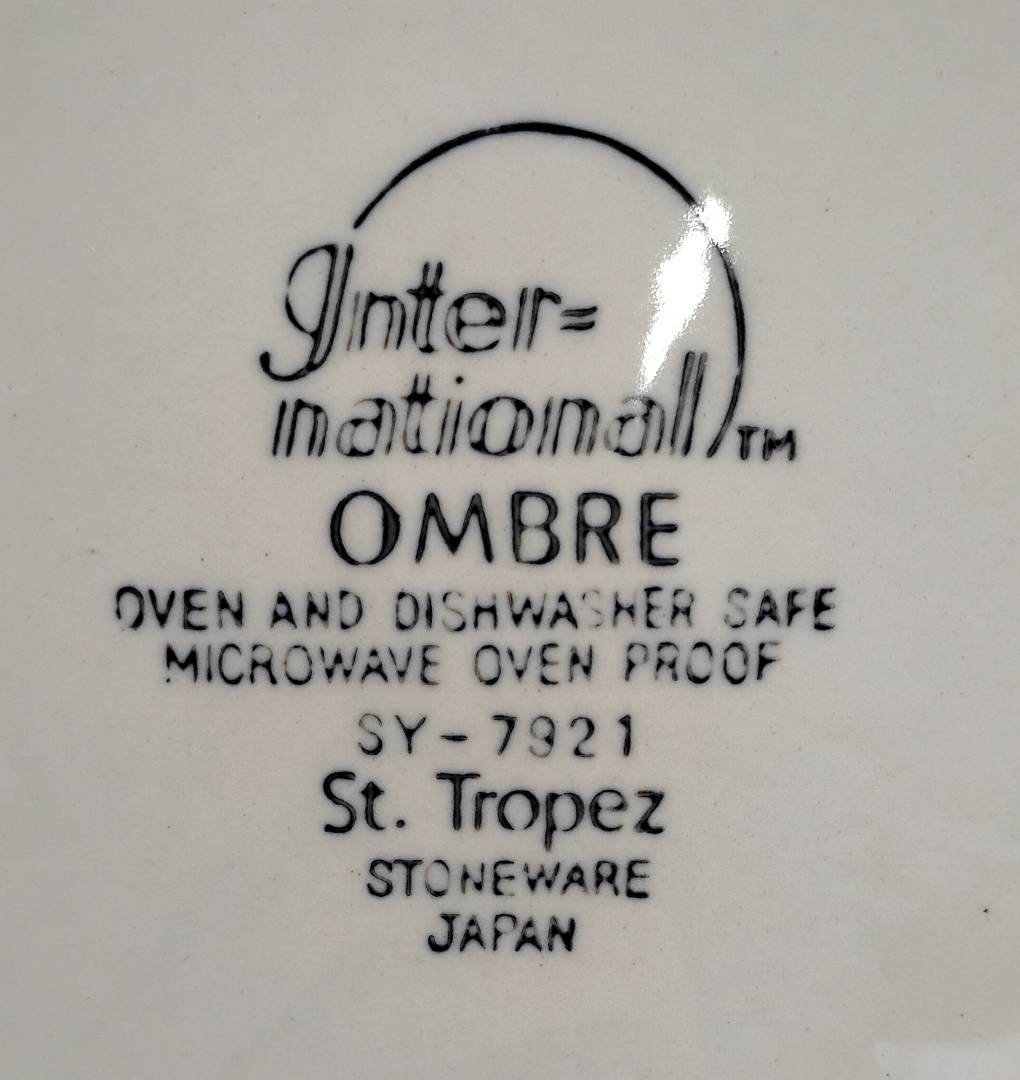 Inter=
national TM
OMBRE
OVEN AND DISHWASHER SAFE
MICROWAVE OVEN PROOF
SY-7921
St. Tropez
STONEWARE
JAPAN